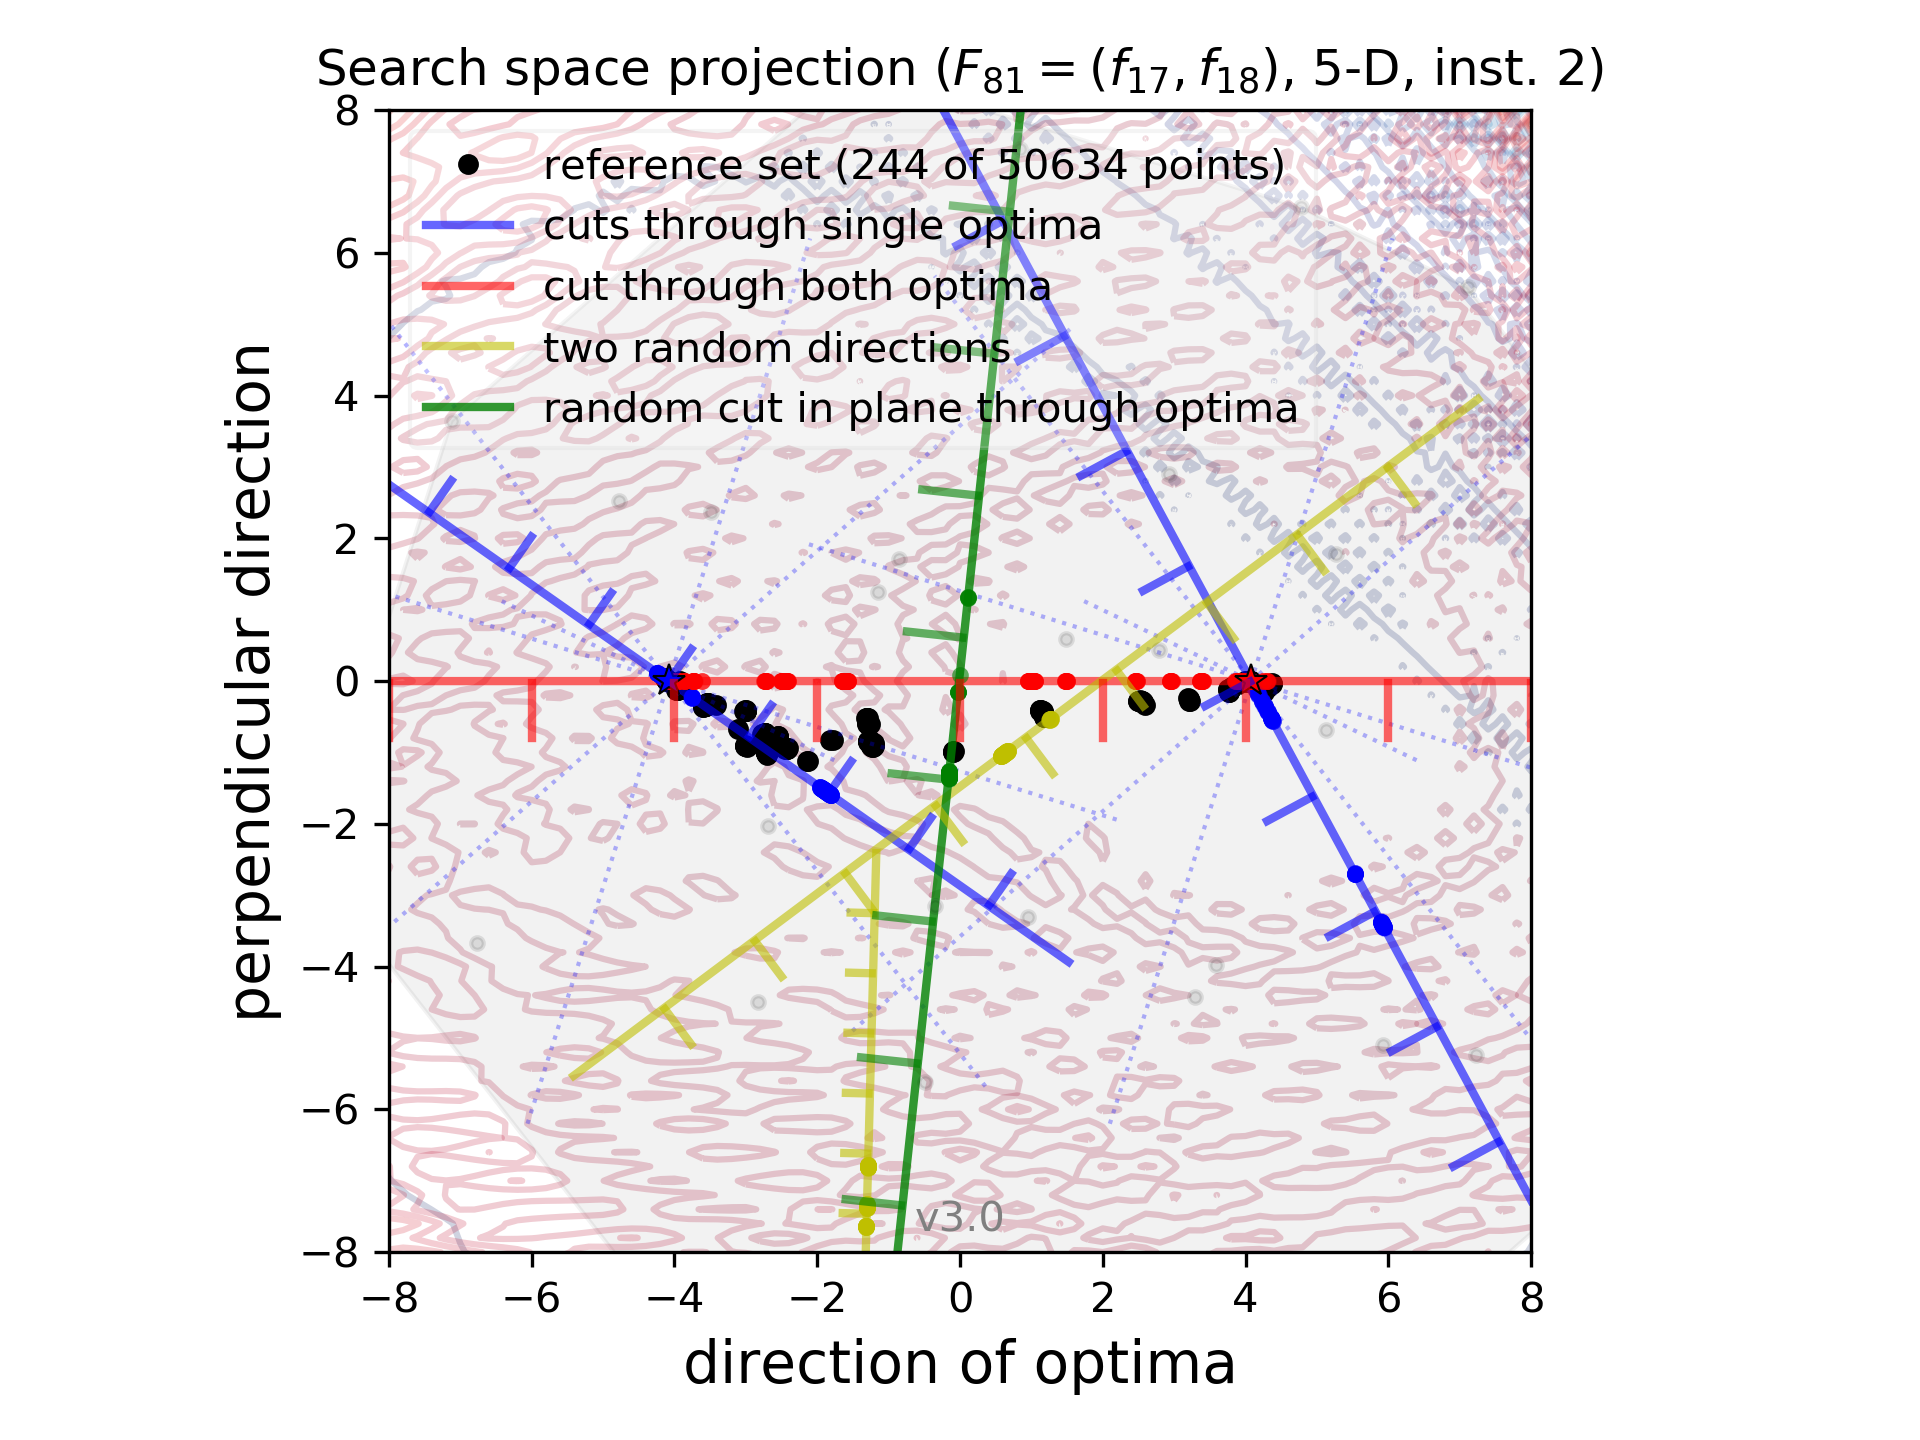 Search space projection (F₈₁ = (f₁₇, f₁₈), 5-D, inst. 2)
reference set (244 of 50634 points)
cuts through single optima
cut through both optima
two random directions
random cut in plane through optima
perpendicular direction
8
6
4
2
0
−2
−4
−6
−8
v3.0
−8 −6 −4 −2 0 2 4 6 8
direction of optima